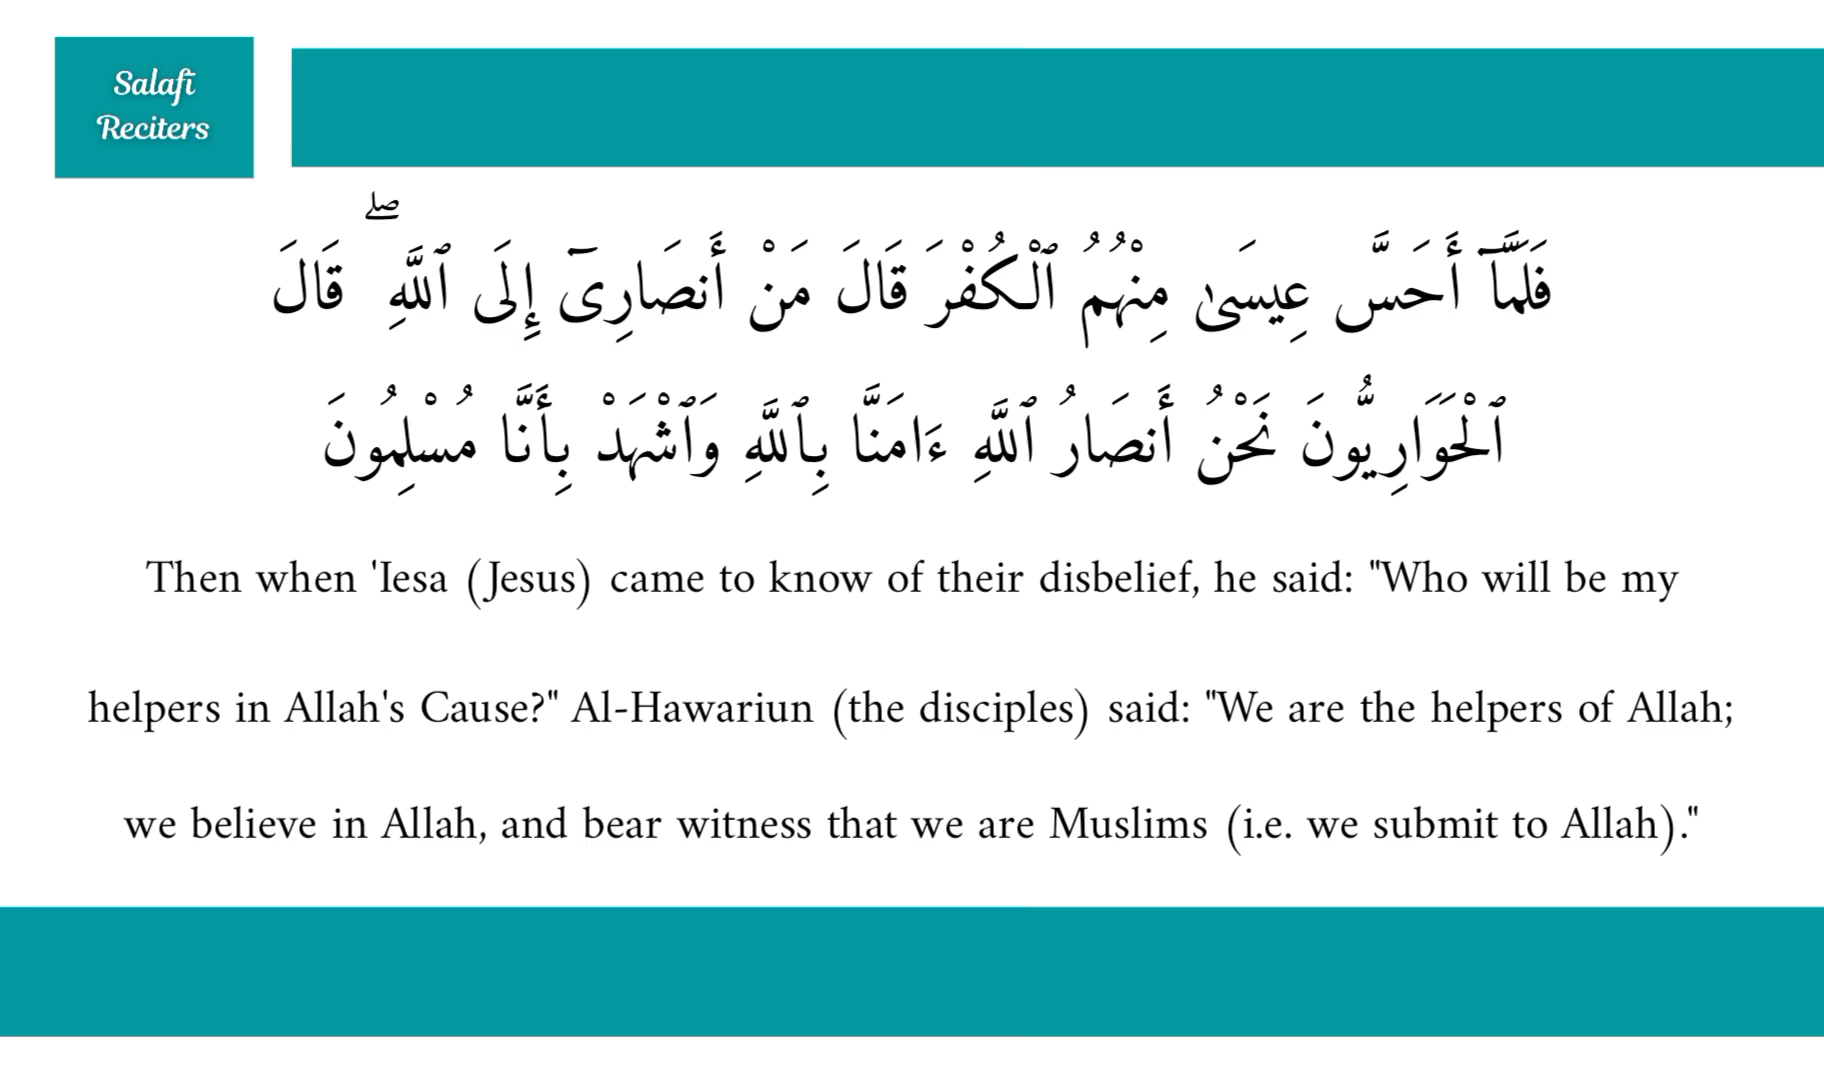 Salafi
Reciters
فَلَمَّآ أَحَسَّ عِيسَىٰ مِنْهُمُ ٱلْكُفْرَ قَالَ مَنْ أَنصَارِىٓ إِلَى ٱللَّهِ ۖ قَالَ
ٱلْحَوَارِيُّونَ نَحْنُ أَنصَارُ ٱللَّهِ ءَامَنَّا بِٱللَّهِ وَٱشْهَدْ بِأَنَّا مُسْلِمُونَ
Then when 'Iesa (Jesus) came to know of their disbelief, he said: "Who will be my
helpers in Allah's Cause?" Al-Hawariun (the disciples) said: "We are the helpers of Allah;
we believe in Allah, and bear witness that we are Muslims (i.e. we submit to Allah)."